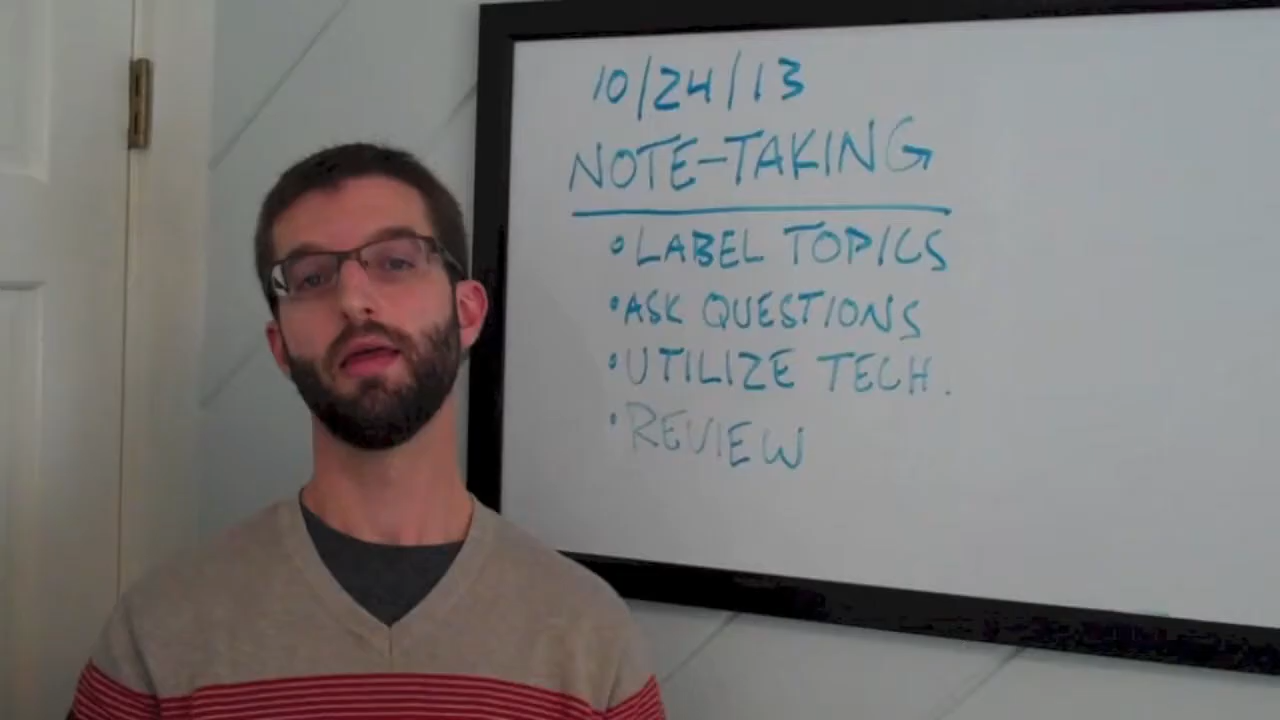 10/24/13
NOTE-TAKING
• LABEL TOPICS
• ASK QUESTIONS
• UTILIZE TECH.
• REVIEW